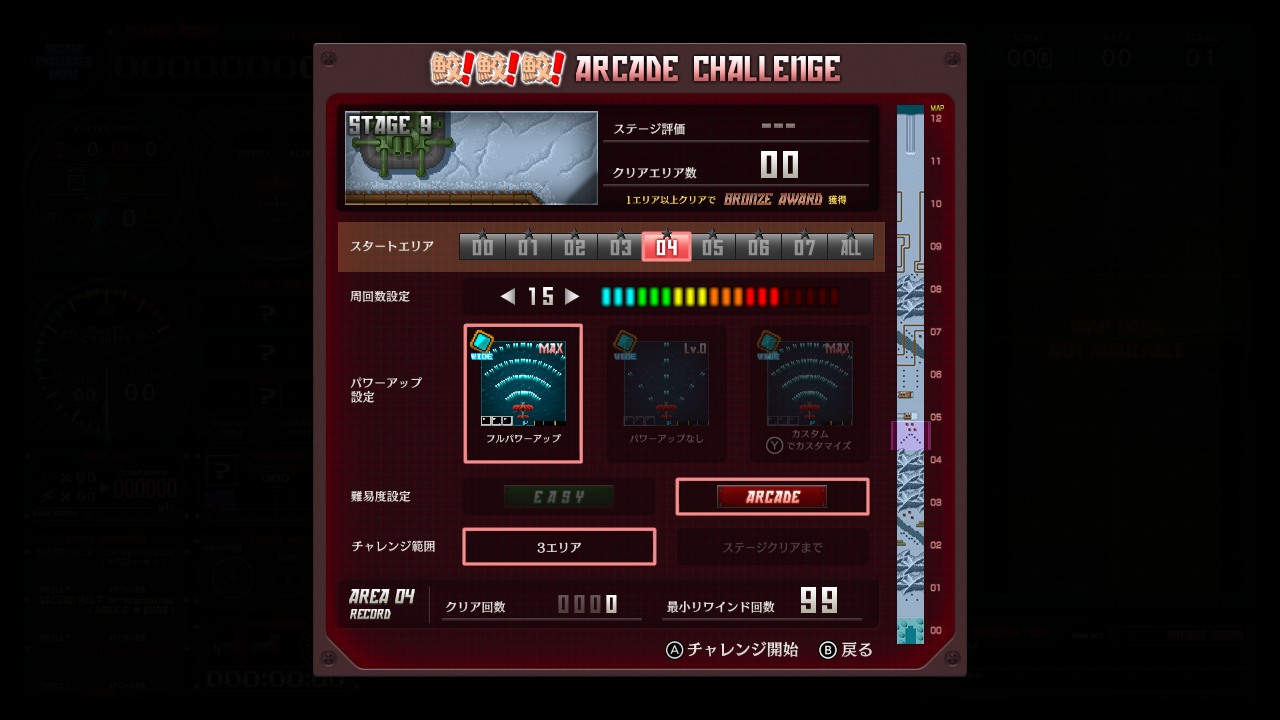 鮫!鮫!鮫! ARCADE CHALLENGE
STAGE 9
ステージ評価 ---
クリアエリア数 00
1エリア以上クリアで BRONZE AWARD 獲得
スタートエリア 00 01 02 03 04 05 06 07 ALL
周回数設定 15
パワーアップ
設定
WIDE MAX
フルパワーアップ
WIDE Lv.0
パワーアップなし
WIDE MAX
カスタム
Yでカスタマイズ
難易度設定 EASY ARCADE
チャレンジ範囲 3エリア ステージクリアまで
AREA 04
RECORD
クリア回数 0000
最小リワインド回数 99
Aチャレンジ開始 B戻る
MAP
12
11
10
09
08
07
06
05
04
03
02
01
00